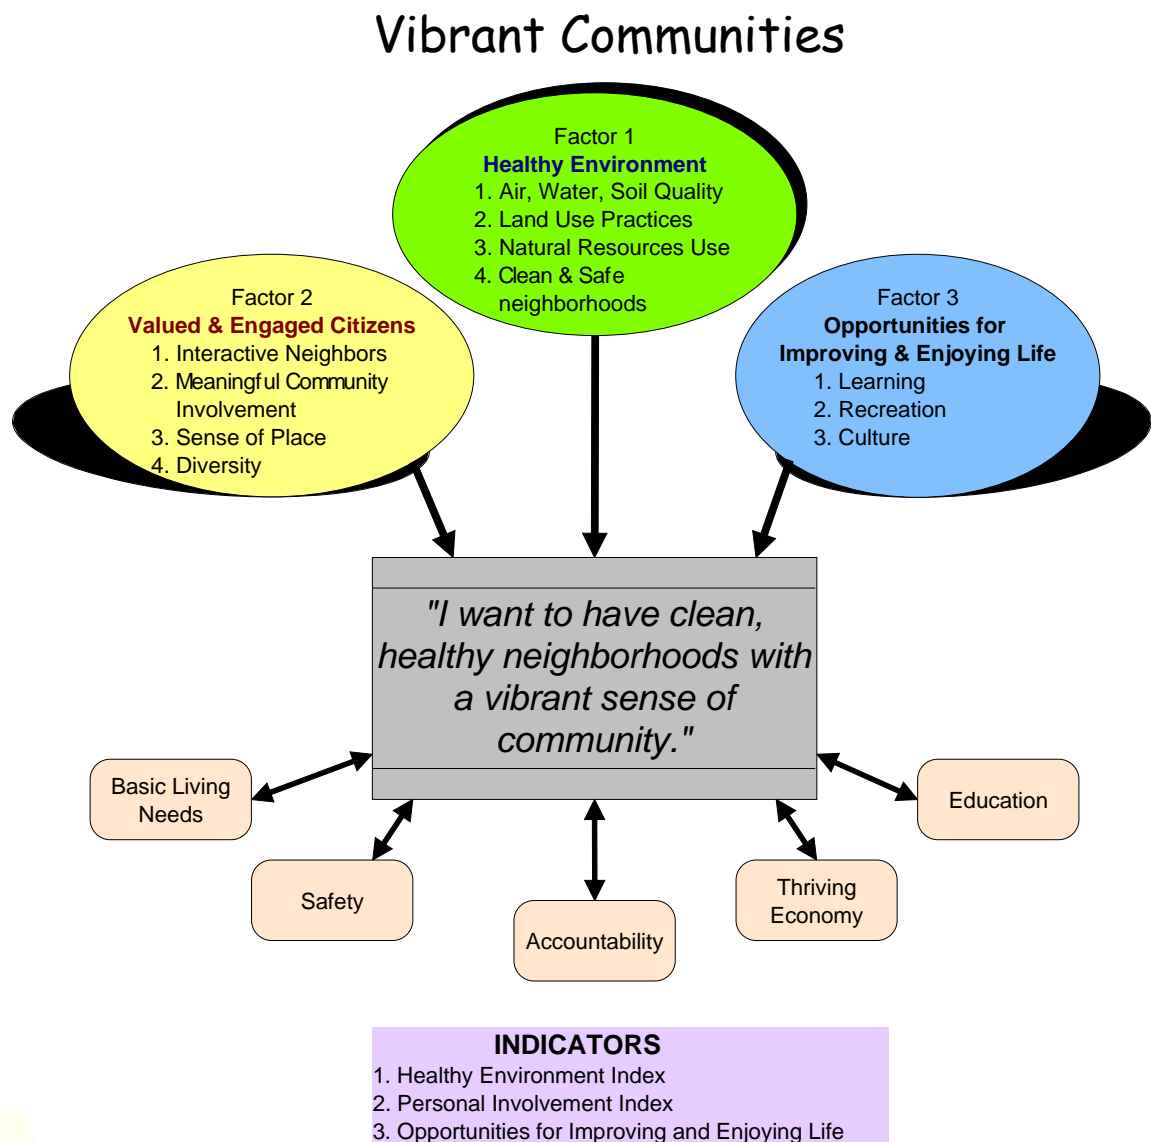 Vibrant Communities
Factor 1
Healthy Environment
1. Air, Water, Soil Quality
2. Land Use Practices
3. Natural Resources Use
4. Clean & Safe
neighborhoods
Factor 2
Valued & Engaged Citizens
1. Interactive Neighbors
2. Meaningful Community
Involvement
3. Sense of Place
4. Diversity
Factor 3
Opportunities for
Improving & Enjoying Life
1. Learning
2. Recreation
3. Culture
"I want to have clean,
healthy neighborhoods with
a vibrant sense of
community."
Basic Living
Needs
Safety
Accountability
Thriving
Economy
Education
INDICATORS
1. Healthy Environment Index
2. Personal Involvement Index
3. Opportunities for Improving and Enjoying Life